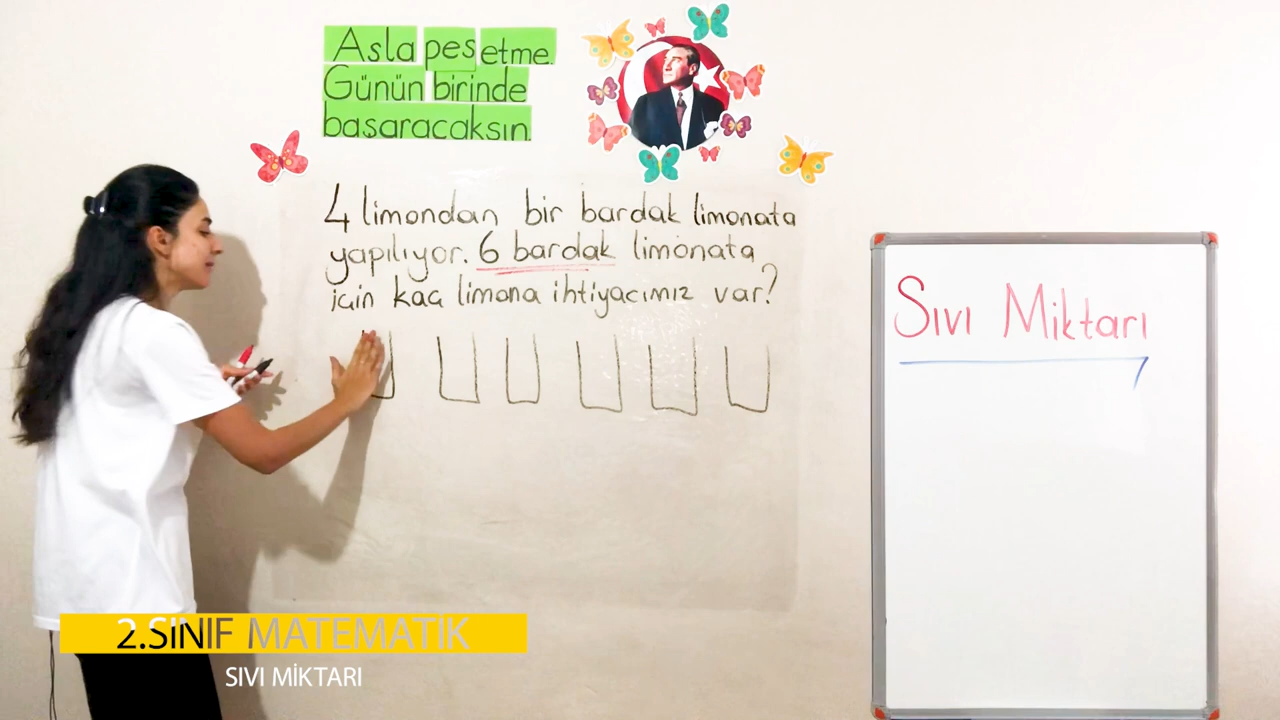 Asla pes etme.
Günün birinde
başaracaksın.
4 limondan bir bardak limonata
yapılıyor. 6 bardak limonata
için kaç limona ihtiyacımız var?
Sıvı Miktarı
2.SINIF MATEMATİK
SIVI MİKTARI